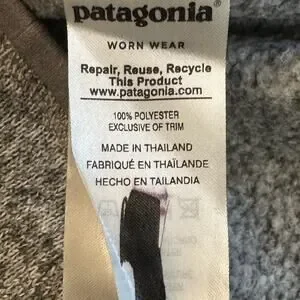 patagonia®
WORN WEAR
Repair, Reuse, Recycle
This Product
www.patagonia.com
100% POLYESTER
EXCLUSIVE OF TRIM
MADE IN THAILAND
FABRIQUÉ EN THAÏLANDE
HECHO EN TAILANDIA